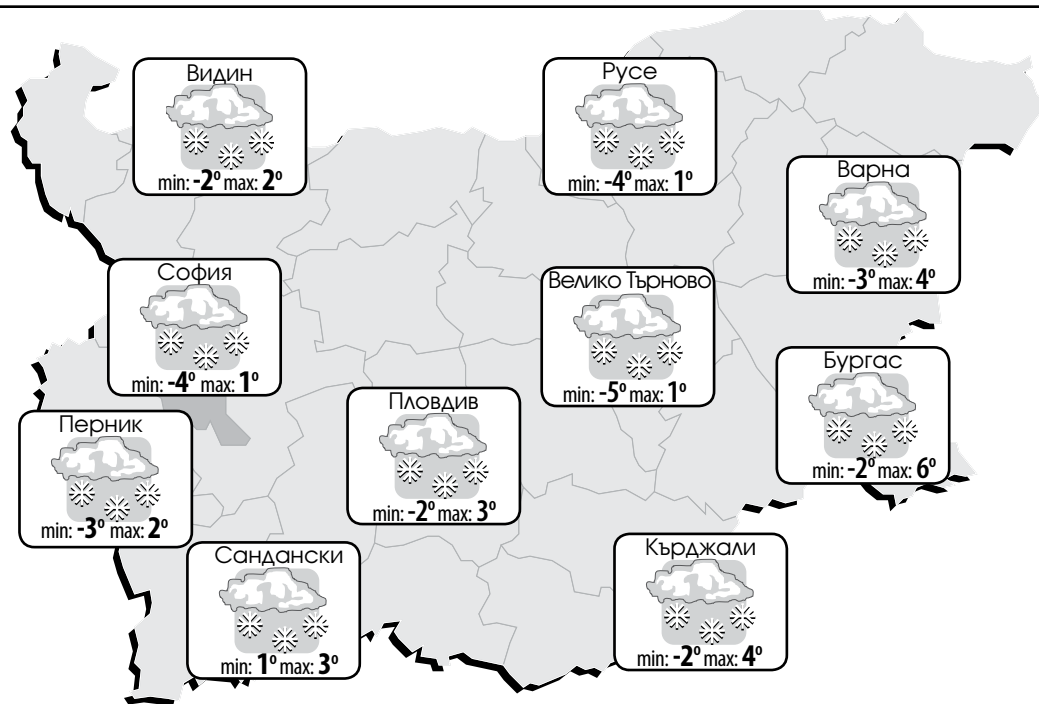 Видин
min: -2° max: 2°
Русе
min: -4° max: 1°
Варна
min: -3° max: 4°
София
min: -4° max: 1°
Велико Търново
min: -5° max: 1°
Бургас
min: -2° max: 6°
Пловдив
min: -2° max: 3°
Перник
min: -3° max: 2°
Сандански
min: 1° max: 3°
Кърджали
min: -2° max: 4°